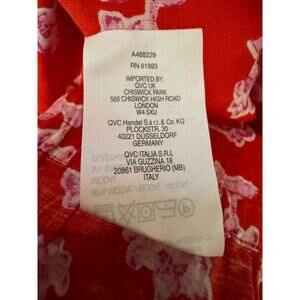 A488229
RN 81893
IMPORTED BY:
QVC UK
CHISWICK PARK
566 CHISWICK HIGH ROAD
LONDON
W4 5XU
QVC Handel S.à r.l. & Co. KG
PLOCKSTR. 30
40221 DÜSSELDORF
GERMANY
QVC ITALIA S.R.L
VIA GUZZINA 18
20861 BRUGHERIO (MB)
ITALY